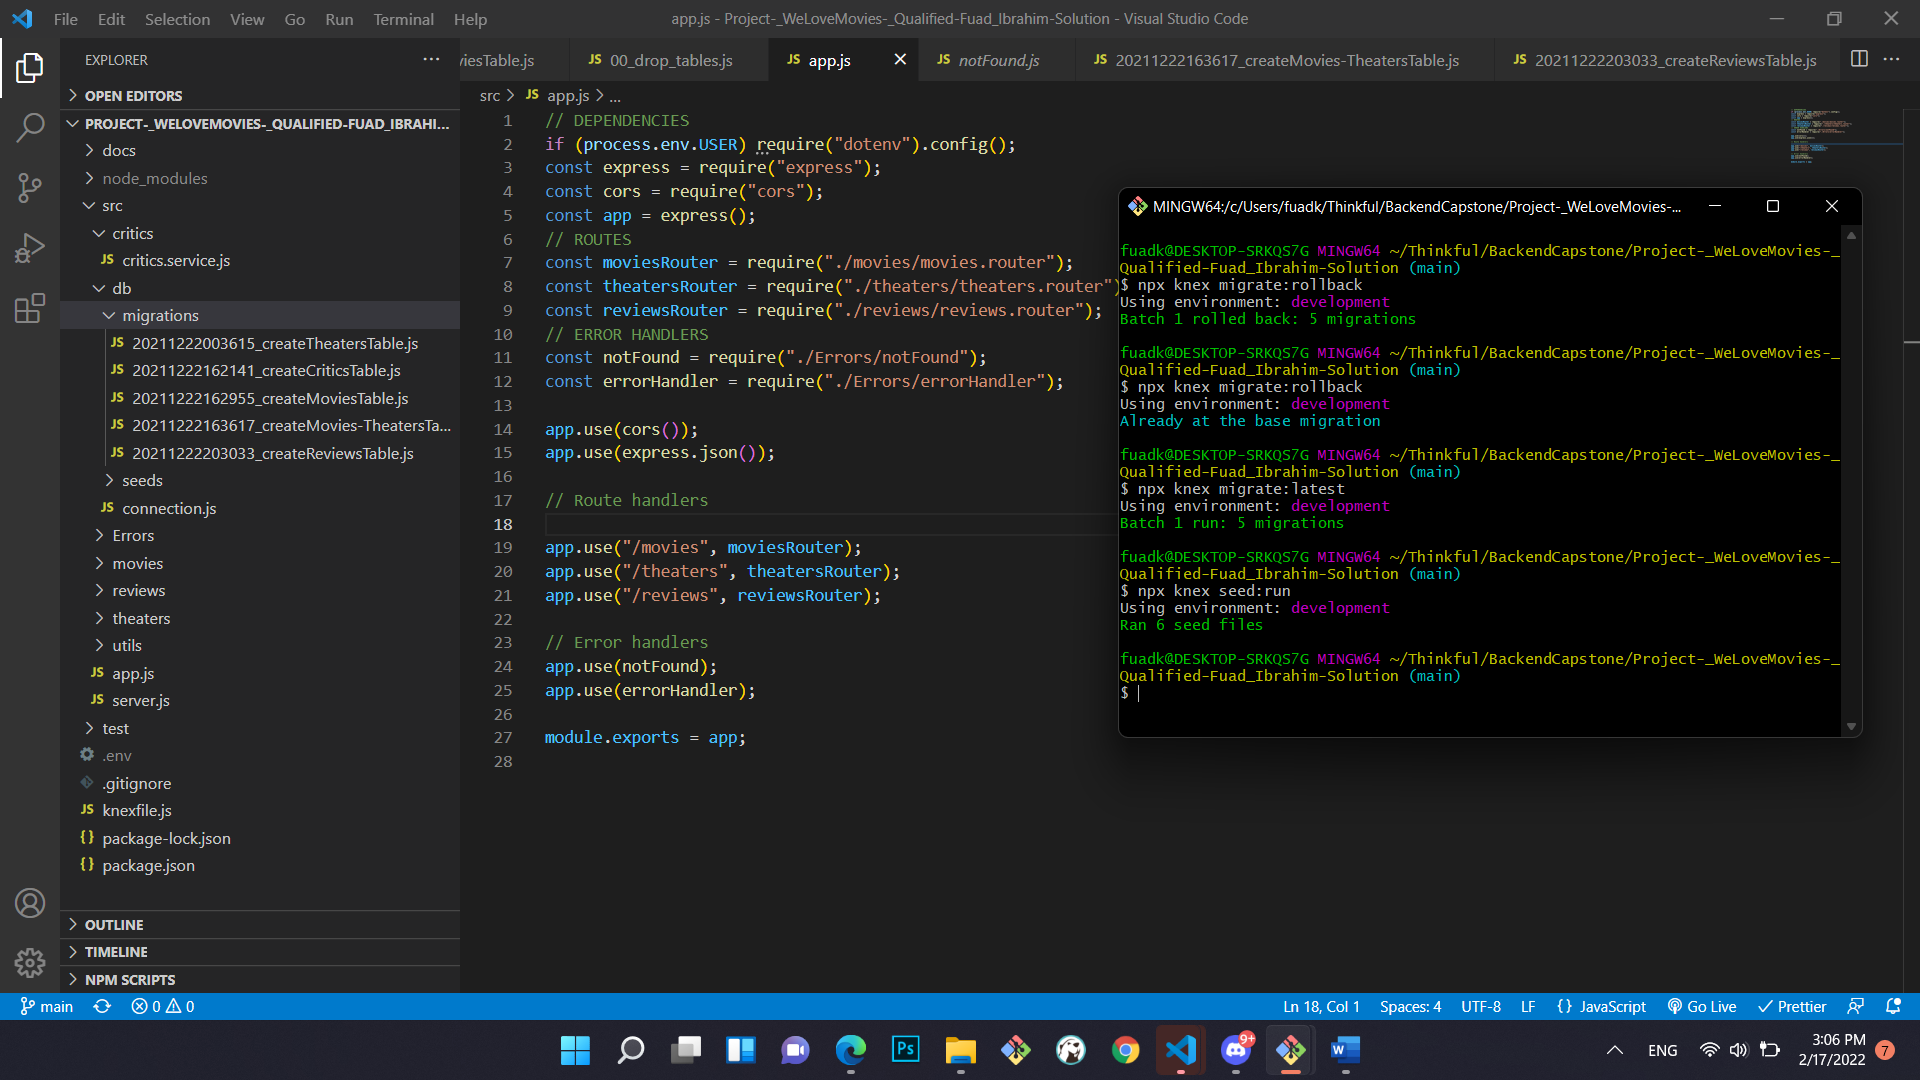 File Edit Selection View Go Run Terminal Help
app.js - Project-_WeLoveMovies-_Qualified-Fuad_Ibrahim-Solution - Visual Studio Code
EXPLORER
OPEN EDITORS
PROJECT-_WELOVEMOVIES-_QUALIFIED-FUAD_IBRAHI...
docs
node_modules
src
critics
JS critics.service.js
db
migrations
JS 20211222003615_createTheatersTable.js
JS 20211222162141_createCriticsTable.js
JS 20211222162955_createMoviesTable.js
JS 20211222163617_createMovies-TheatersTa...
JS 20211222203033_createReviewsTable.js
seeds
JS connection.js
Errors
movies
reviews
theaters
utils
JS app.js
JS server.js
test
.env
.gitignore
JS knexfile.js
{} package-lock.json
{} package.json
OUTLINE
TIMELINE
NPM SCRIPTS
viesTable.js
JS 00_drop_tables.js
JS app.js
JS notFound.js
JS 20211222163617_createMovies-TheatersTable.js
JS 20211222203033_createReviewsTable.js
src > JS app.js > ...
1 // DEPENDENCIES
2 if (process.env.USER) require("dotenv").config();
3 const express = require("express");
4 const cors = require("cors");
5 const app = express();
6 // ROUTES
7 const moviesRouter = require("./movies/movies.router");
8 const theatersRouter = require("./theaters/theaters.router")
9 const reviewsRouter = require("./reviews/reviews.router");
10 // ERROR HANDLERS
11 const notFound = require("./Errors/notFound");
12 const errorHandler = require("./Errors/errorHandler");
13
14 app.use(cors());
15 app.use(express.json());
16
17 // Route handlers
18
19 app.use("/movies", moviesRouter);
20 app.use("/theaters", theatersRouter);
21 app.use("/reviews", reviewsRouter);
22
23 // Error handlers
24 app.use(notFound);
25 app.use(errorHandler);
26
27 module.exports = app;
28
MINGW64:/c/Users/fuadk/Thinkful/BackendCapstone/Project-_WeLoveMovies-...
fuadk@DESKTOP-SRKQS7G MINGW64 ~/Thinkful/BackendCapstone/Project-_WeLoveMovies-_
Qualified-Fuad_Ibrahim-Solution (main)
$ npx knex migrate:rollback
Using environment: development
Batch 1 rolled back: 5 migrations
fuadk@DESKTOP-SRKQS7G MINGW64 ~/Thinkful/BackendCapstone/Project-_WeLoveMovies-_
Qualified-Fuad_Ibrahim-Solution (main)
$ npx knex migrate:rollback
Using environment: development
Already at the base migration
fuadk@DESKTOP-SRKQS7G MINGW64 ~/Thinkful/BackendCapstone/Project-_WeLoveMovies-_
Qualified-Fuad_Ibrahim-Solution (main)
$ npx knex migrate:latest
Using environment: development
Batch 1 run: 5 migrations
fuadk@DESKTOP-SRKQS7G MINGW64 ~/Thinkful/BackendCapstone/Project-_WeLoveMovies-_
Qualified-Fuad_Ibrahim-Solution (main)
$ npx knex seed:run
Using environment: development
Ran 6 seed files
fuadk@DESKTOP-SRKQS7G MINGW64 ~/Thinkful/BackendCapstone/Project-_WeLoveMovies-_
Qualified-Fuad_Ibrahim-Solution (main)
$
main 0 0
Ln 18, Col 1 Spaces: 4 UTF-8 LF {} JavaScript Go Live Prettier
Ps 9+ W
ENG
3:06 PM
2/17/2022
7